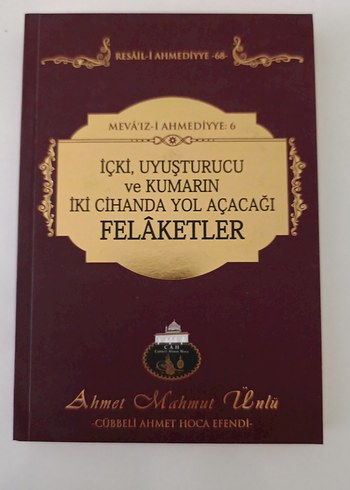 RESÂİL-İ AHMEDİYYE -68-
MEVÂ'IZ-İ AHMEDİYYE: 6
İÇKİ, UYUŞTURUCU
ve KUMARIN
İKİ CİHANDA YOL AÇACAĞI
FELÂKETLER
CAH
Ahmet Mahmut Ünlü
-CÜBBELİ AHMET HOCA EFENDİ-